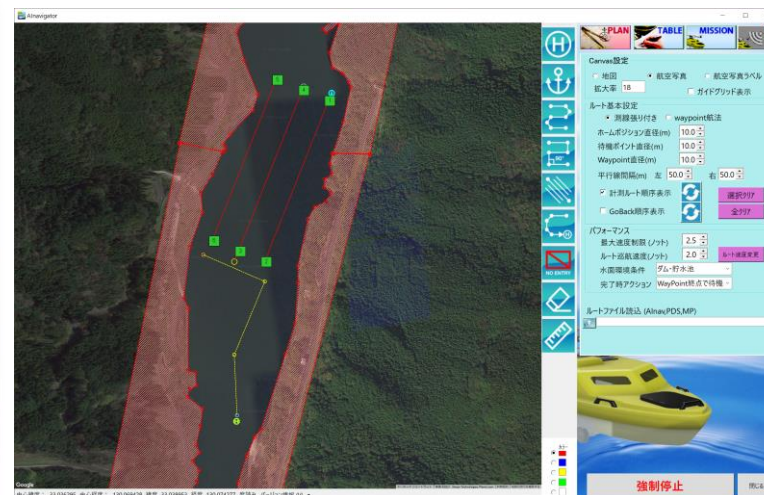 AInavigator
PLAN
TABLE
MISSION
Canvas設定
地図
航空写真
航空写真ラベル
拡大率 18
ガイドグリッド表示
ルート基本設定
測線張り付き
waypoint航法
ホームポジション直径(m) 10.0
待機ポイント直径(m) 10.0
Waypoint直径(m) 10.0
平行線間隔(m) 左 50.0 右 50.0
計測ルート順序表示
選択クリア
GoBack順序表示
全クリア
パフォーマンス
最大速度制限 (ノット) 2.5
ルート巡航速度(ノット) 2.0
ルート速度変更
水面環境条件 ダム・貯水池
完了時アクション WayPoint終点で待機
ルートファイル読込 (AInav,PDS,MP)
H
90°
NO ENTRY
カラー
強制停止
閉じる
Google